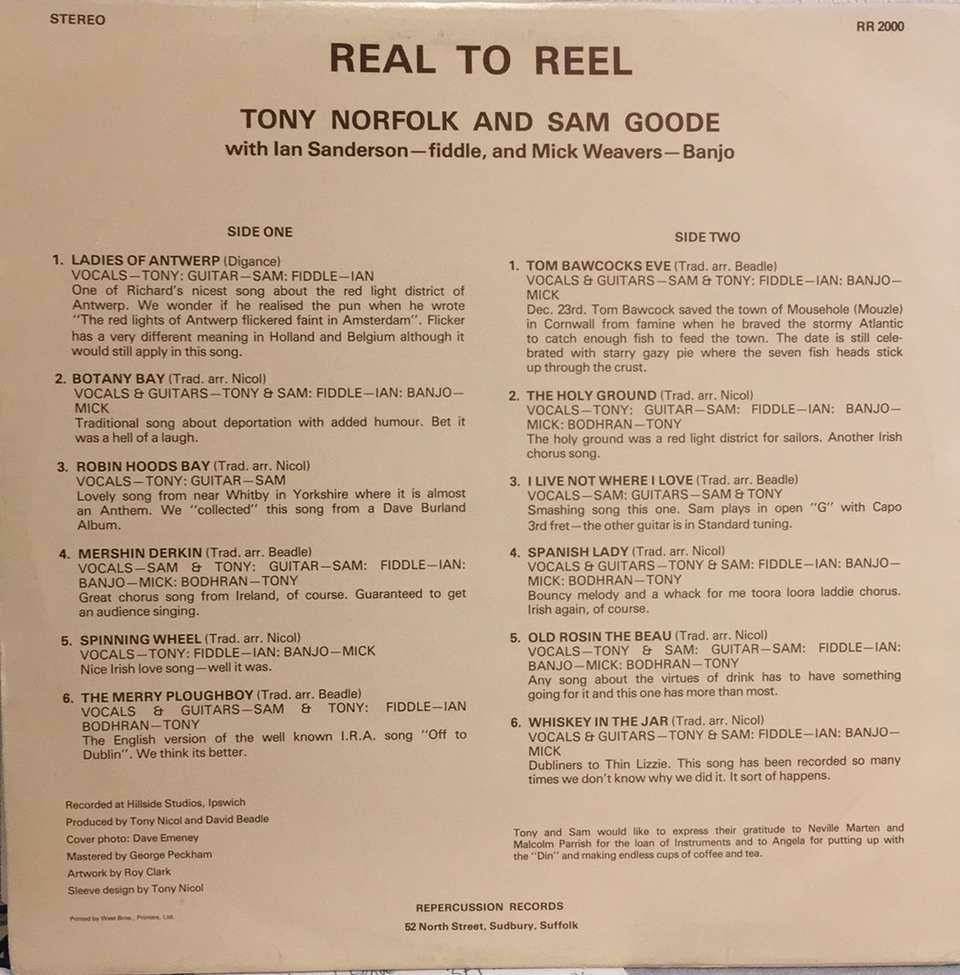 STEREO
RR 2000
REAL TO REEL
TONY NORFOLK AND SAM GOODE
with Ian Sanderson—fiddle, and Mick Weavers—Banjo
SIDE ONE
1. LADIES OF ANTWERP (Digance)
VOCALS—TONY: GUITAR—SAM: FIDDLE—IAN
One of Richard's nicest song about the red light district of
Antwerp. We wonder if he realised the pun when he wrote
"The red lights of Antwerp flickered faint in Amsterdam". Flicker
has a very different meaning in Holland and Belgium although it
would still apply in this song.
2. BOTANY BAY (Trad. arr. Nicol)
VOCALS & GUITARS—TONY & SAM: FIDDLE—IAN: BANJO—
MICK
Traditional song about deportation with added humour. Bet it
was a hell of a laugh.
3. ROBIN HOODS BAY (Trad. arr. Nicol)
VOCALS—TONY: GUITAR—SAM
Lovely song from near Whitby in Yorkshire where it is almost
an Anthem. We "collected" this song from a Dave Burland
Album.
4. MERSHIN DERKIN (Trad. arr. Beadle)
VOCALS—SAM & TONY: GUITAR—SAM: FIDDLE—IAN:
BANJO—MICK: BODHRAN—TONY
Great chorus song from Ireland, of course. Guaranteed to get
an audience singing.
5. SPINNING WHEEL (Trad. arr. Nicol)
VOCALS—TONY: FIDDLE—IAN: BANJO—MICK
Nice Irish love song—well it was.
6. THE MERRY PLOUGHBOY (Trad. arr. Beadle)
VOCALS & GUITARS—SAM & TONY: FIDDLE—IAN
BODHRAN—TONY
The English version of the well known I.R.A. song "Off to
Dublin". We think its better.
SIDE TWO
1. TOM BAWCOCKS EVE (Trad. arr. Beadle)
VOCALS & GUITARS—SAM & TONY: FIDDLE—IAN: BANJO—
MICK
Dec. 23rd. Tom Bawcock saved the town of Mousehole (Mouzle)
in Cornwall from famine when he braved the stormy Atlantic
to catch enough fish to feed the town. The date is still cele-
brated with starry gazy pie where the seven fish heads stick
up through the crust.
2. THE HOLY GROUND (Trad. arr. Nicol)
VOCALS—TONY: GUITAR—SAM: FIDDLE—IAN: BANJO—
MICK: BODHRAN—TONY
The holy ground was a red light district for sailors. Another Irish
chorus song.
3. I LIVE NOT WHERE I LOVE (Trad. arr. Beadle)
VOCALS—SAM: GUITARS—SAM & TONY
Smashing song this one. Sam plays in open "G" with Capo
3rd fret—the other guitar is in Standard tuning.
4. SPANISH LADY (Trad. arr. Nicol)
VOCALS & GUITARS—TONY & SAM: FIDDLE—IAN: BANJO—
MICK: BODHRAN—TONY
Bouncy melody and a whack for me toora loora laddie chorus.
Irish again, of course.
5. OLD ROSIN THE BEAU (Trad. arr. Nicol)
VOCALS—TONY & SAM: GUITAR—SAM: FIDDLE—IAN:
BANJO—MICK: BODHRAN—TONY
Any song about the virtues of drink has to have something
going for it and this one has more than most.
6. WHISKEY IN THE JAR (Trad. arr. Nicol)
VOCALS & GUITARS—TONY & SAM: FIDDLE—IAN: BANJO—
MICK
Dubliners to Thin Lizzie. This song has been recorded so many
times we don't know why we did it. It sort of happens.
Recorded at Hillside Studios, Ipswich
Produced by Tony Nicol and David Beadle
Cover photo: Dave Emeney
Mastered by George Peckham
Artwork by Roy Clark
Sleeve design by Tony Nicol
Printed by West Bros., Printers, Ltd.
Tony and Sam would like to express their gratitude to Neville Marten and
Malcolm Parrish for the loan of Instruments and to Angela for putting up with
the "Din" and making endless cups of coffee and tea.
REPERCUSSION RECORDS
52 North Street, Sudbury, Suffolk